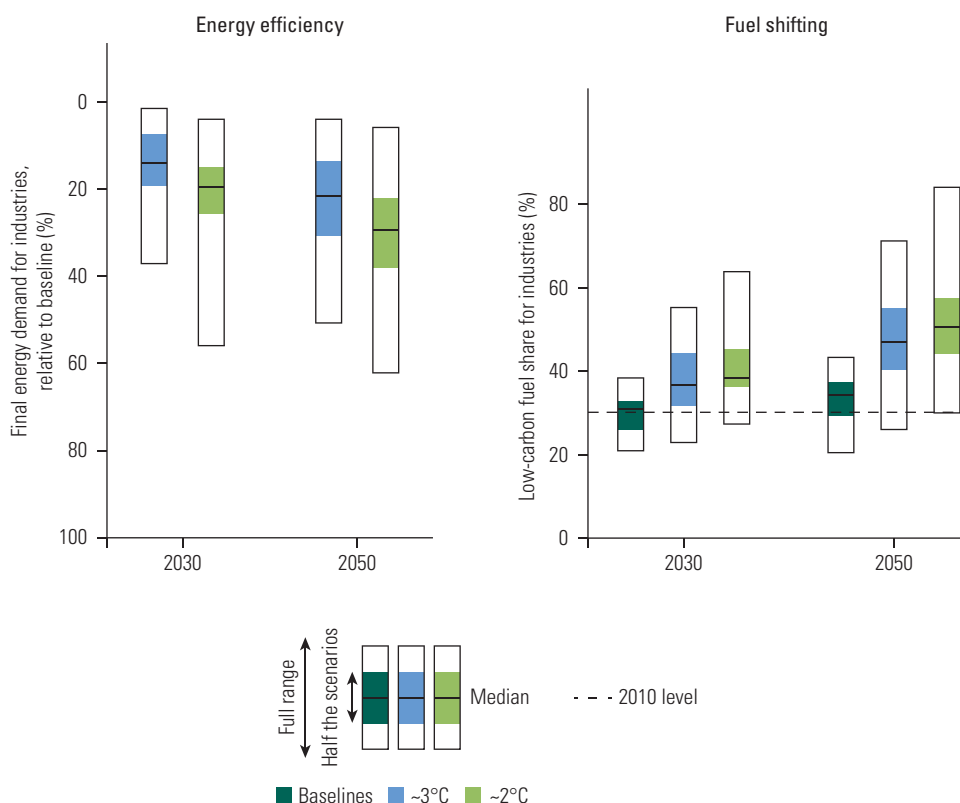 Energy efficiency
Final energy demand for industries,
relative to baseline (%)
0
20
40
60
80
100
2030
2050
Fuel shifting
Low-carbon fuel share for industries (%)
80
60
40
20
0
2030
2050
Full range
Half the scenarios
Median
2010 level
Baselines
~3°C
~2°C